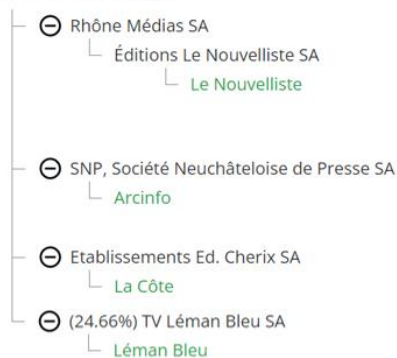 Rhône Médias SA
Éditions Le Nouvelliste SA
Le Nouvelliste
SNP, Société Neuchâteloise de Presse SA
Arcinfo
Etablissements Ed. Cherix SA
La Côte
(24.66%) TV Léman Bleu SA
Léman Bleu